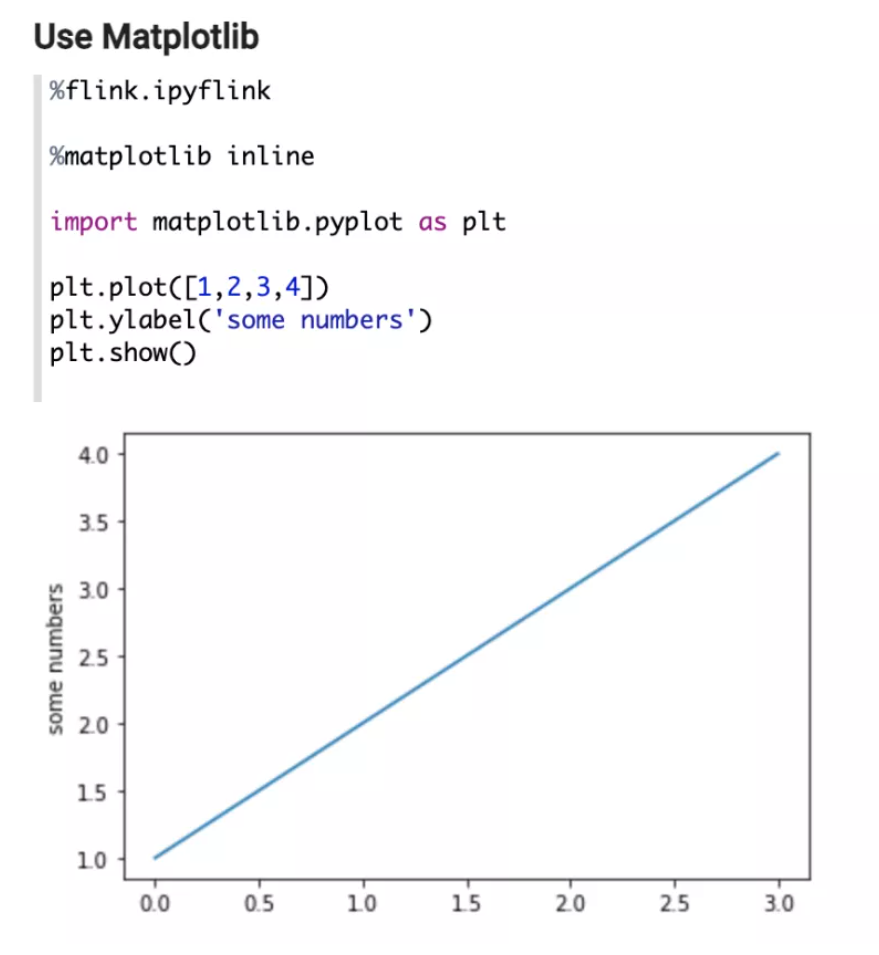 Use Matplotlib
%flink.ipyflink
%matplotlib inline
import matplotlib.pyplot as plt
plt.plot([1,2,3,4])
plt.ylabel('some numbers')
plt.show()
some numbers
4.0
3.5
3.0
2.5
2.0
1.5
1.0
0.0 0.5 1.0 1.5 2.0 2.5 3.0